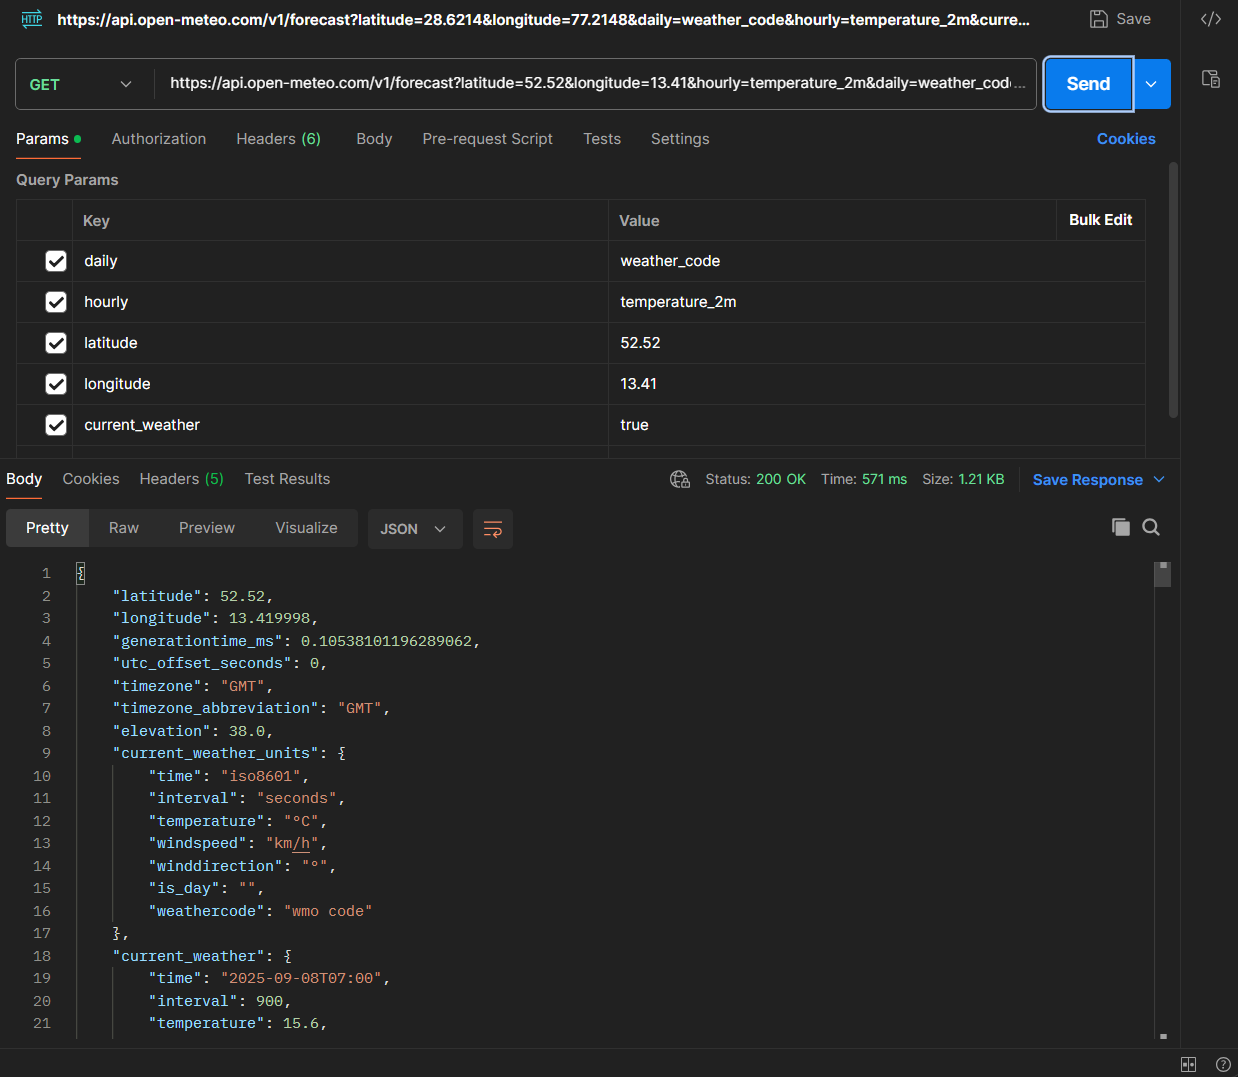 HTTP https://api.open-meteo.com/v1/forecast?latitude=28.6214&longitude=77.2148&daily=weather_code&hourly=temperature_2m&curre... Save
GET https://api.open-meteo.com/v1/forecast?latitude=52.52&longitude=13.41&hourly=temperature_2m&daily=weather_cod... Send
Params Authorization Headers (6) Body Pre-request Script Tests Settings Cookies
Query Params
Key Value Bulk Edit
daily weather_code
hourly temperature_2m
latitude 52.52
longitude 13.41
current_weather true
Body Cookies Headers (5) Test Results Status: 200 OK Time: 571 ms Size: 1.21 KB Save Response
Pretty Raw Preview Visualize JSON
1 {
2 "latitude": 52.52,
3 "longitude": 13.419998,
4 "generationtime_ms": 0.10538101196289062,
5 "utc_offset_seconds": 0,
6 "timezone": "GMT",
7 "timezone_abbreviation": "GMT",
8 "elevation": 38.0,
9 "current_weather_units": {
10 "time": "iso8601",
11 "interval": "seconds",
12 "temperature": "°C",
13 "windspeed": "km/h",
14 "winddirection": "°",
15 "is_day": "",
16 "weathercode": "wmo code"
17 },
18 "current_weather": {
19 "time": "2025-09-08T07:00",
20 "interval": 900,
21 "temperature": 15.6,